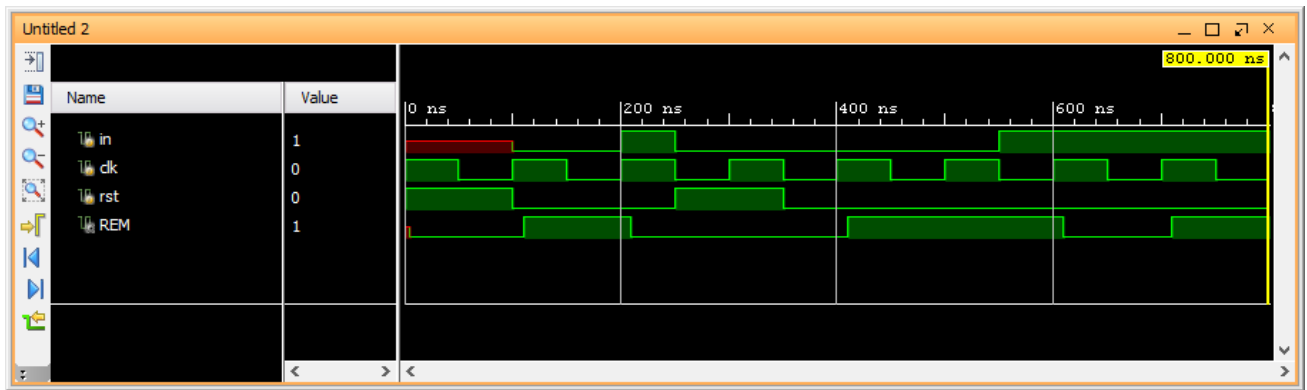 Untitled 2
800.000 ns
Name Value
0 ns 200 ns 400 ns 600 ns
in 1
clk 0
rst 0
REM 1